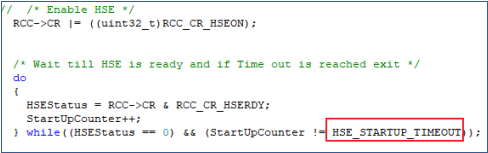 // /* Enable HSE */
RCC->CR |= ((uint32_t)RCC_CR_HSEON);
/* Wait till HSE is ready and if Time out is reached exit */
do
{
HSEStatus = RCC->CR & RCC_CR_HSERDY;
StartUpCounter++;
} while((HSEStatus == 0) && (StartUpCounter != HSE_STARTUP_TIMEOUT));